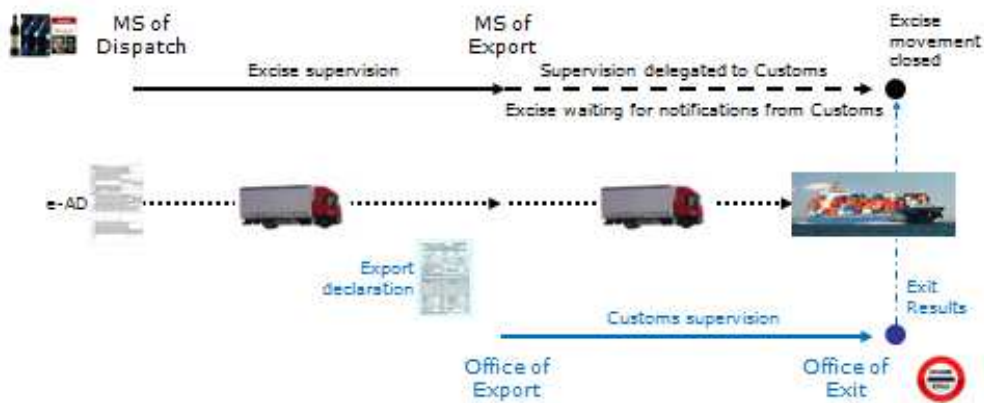 MS of
Dispatch
MS of
Export
Excise
movement
closed
Excise supervision
Supervision delegated to Customs
Excise waiting for notifications from Customs
e-AD
Export
declaration
Exit
Results
Customs supervision
Office of
Export
Office of
Exit